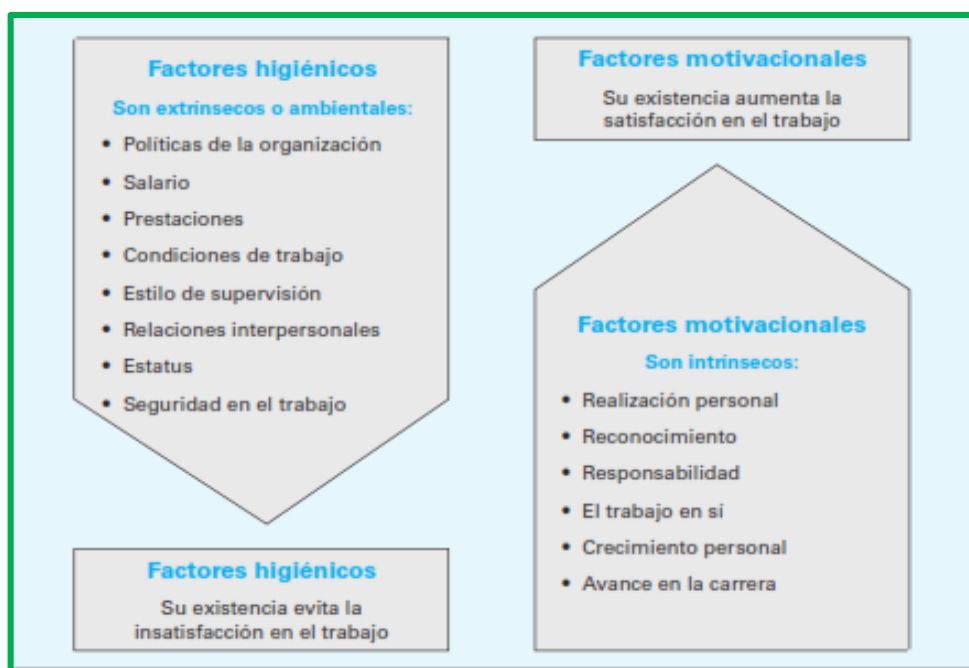 Factores higiénicos
Son extrínsecos o ambientales:
• Políticas de la organización
• Salario
• Prestaciones
• Condiciones de trabajo
• Estilo de supervisión
• Relaciones interpersonales
• Estatus
• Seguridad en el trabajo
Factores higiénicos
Su existencia evita la
insatisfacción en el trabajo
Factores motivacionales
Su existencia aumenta la
satisfacción en el trabajo
Factores motivacionales
Son intrínsecos:
• Realización personal
• Reconocimiento
• Responsabilidad
• El trabajo en sí
• Crecimiento personal
• Avance en la carrera